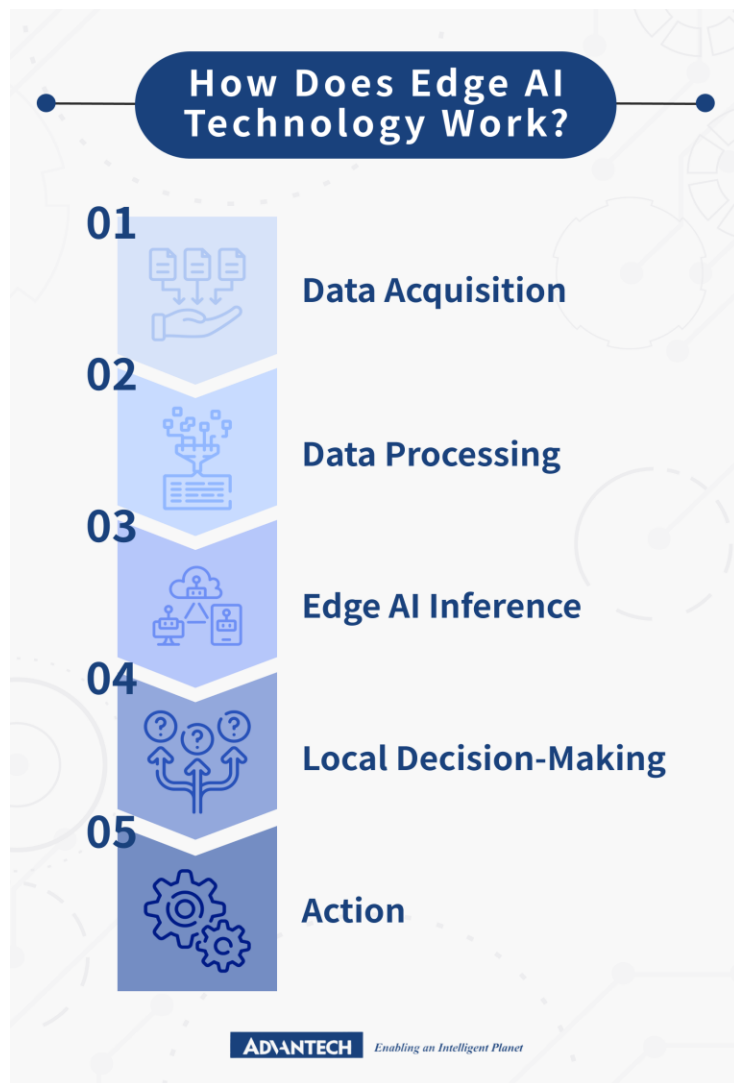 How Does Edge AI
Technology Work?
01
Data Acquisition
02
Data Processing
03
Edge AI Inference
04
Local Decision-Making
05
Action
ADVANTECH Enabling an Intelligent Planet